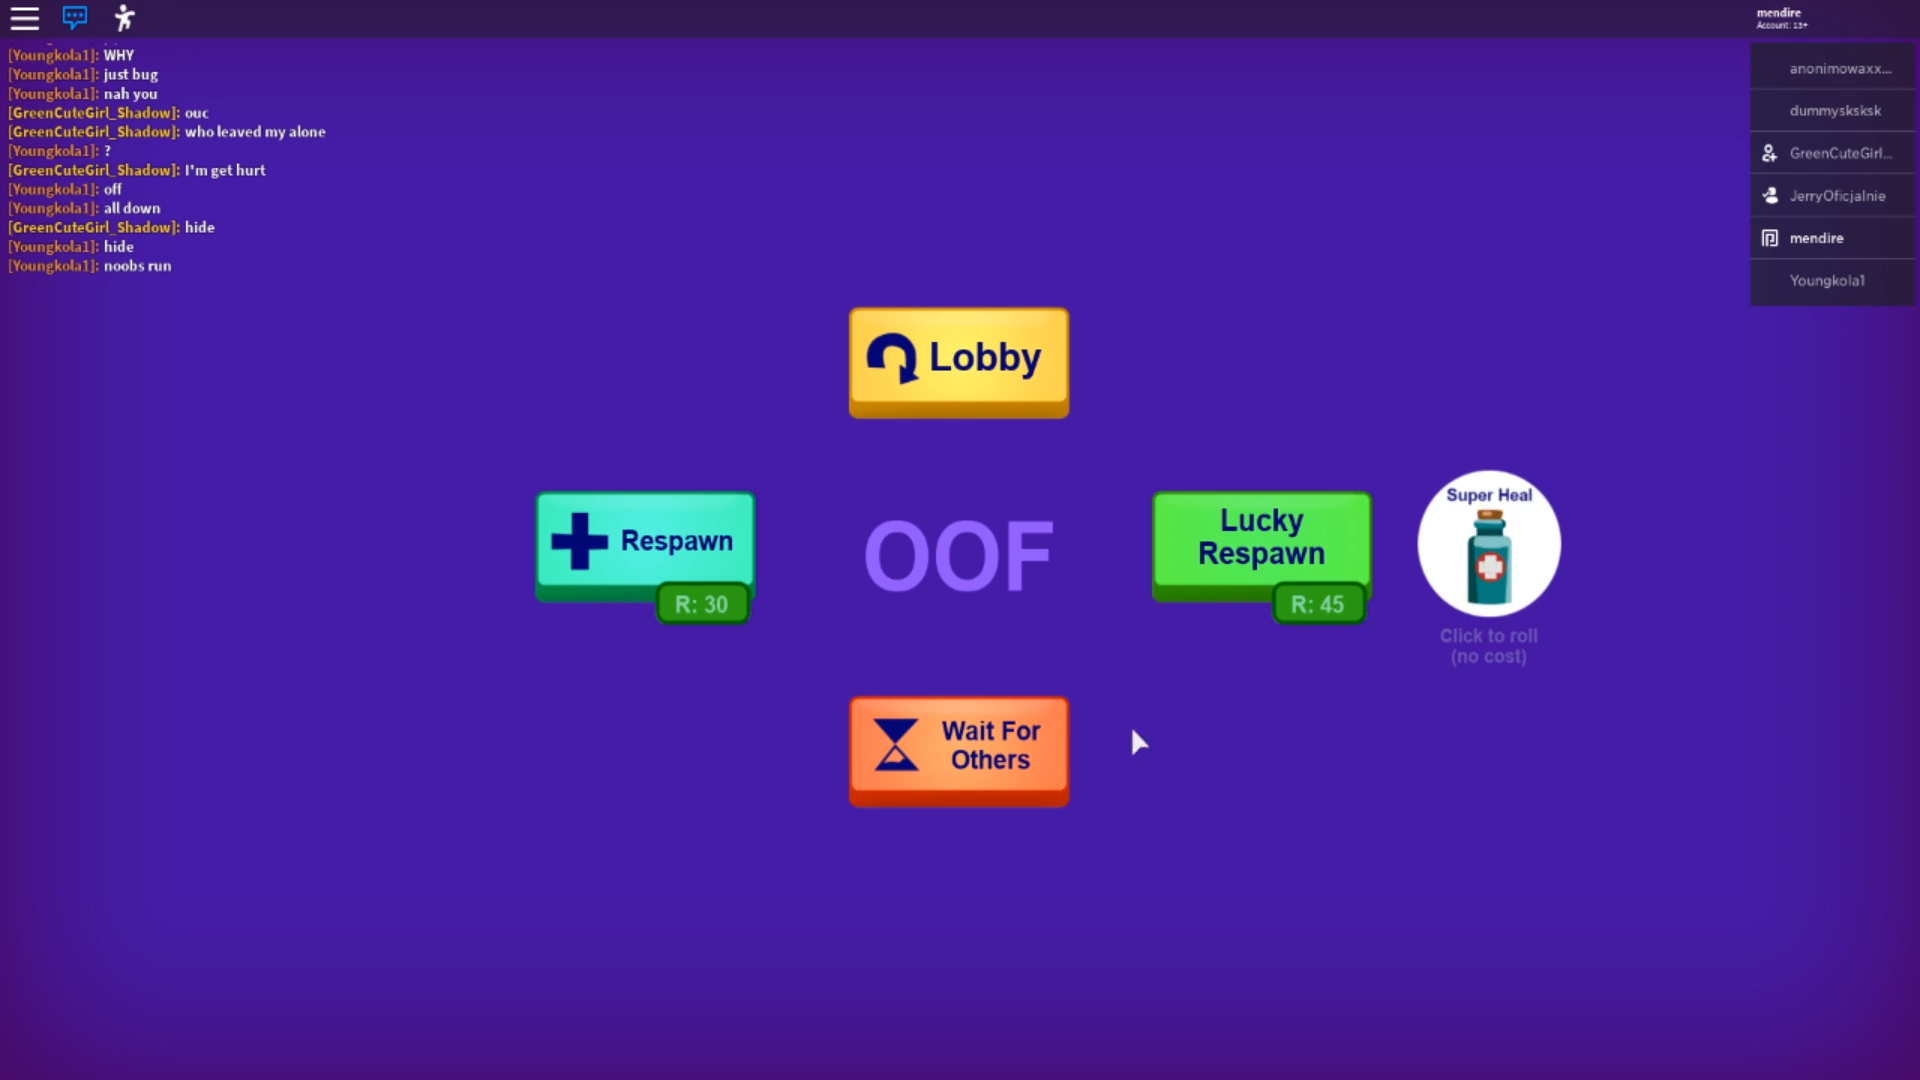 mendire
Account: 13+
[Youngkola1]: WHY
[Youngkola1]: just bug
[Youngkola1]: nah you
[GreenCuteGirl_Shadow]: ouc
[GreenCuteGirl_Shadow]: who leaved my alone
[Youngkola1]: ?
[GreenCuteGirl_Shadow]: I'm get hurt
[Youngkola1]: off
[Youngkola1]: all down
[GreenCuteGirl_Shadow]: hide
[Youngkola1]: hide
[Youngkola1]: noobs run
anonimowaxx...
dummysksksk
GreenCuteGirl...
JerryOficjalnie
mendire
Youngkola1
Lobby
Respawn
R: 30
OOF
Lucky
Respawn
R: 45
Super Heal
Click to roll
(no cost)
Wait For
Others